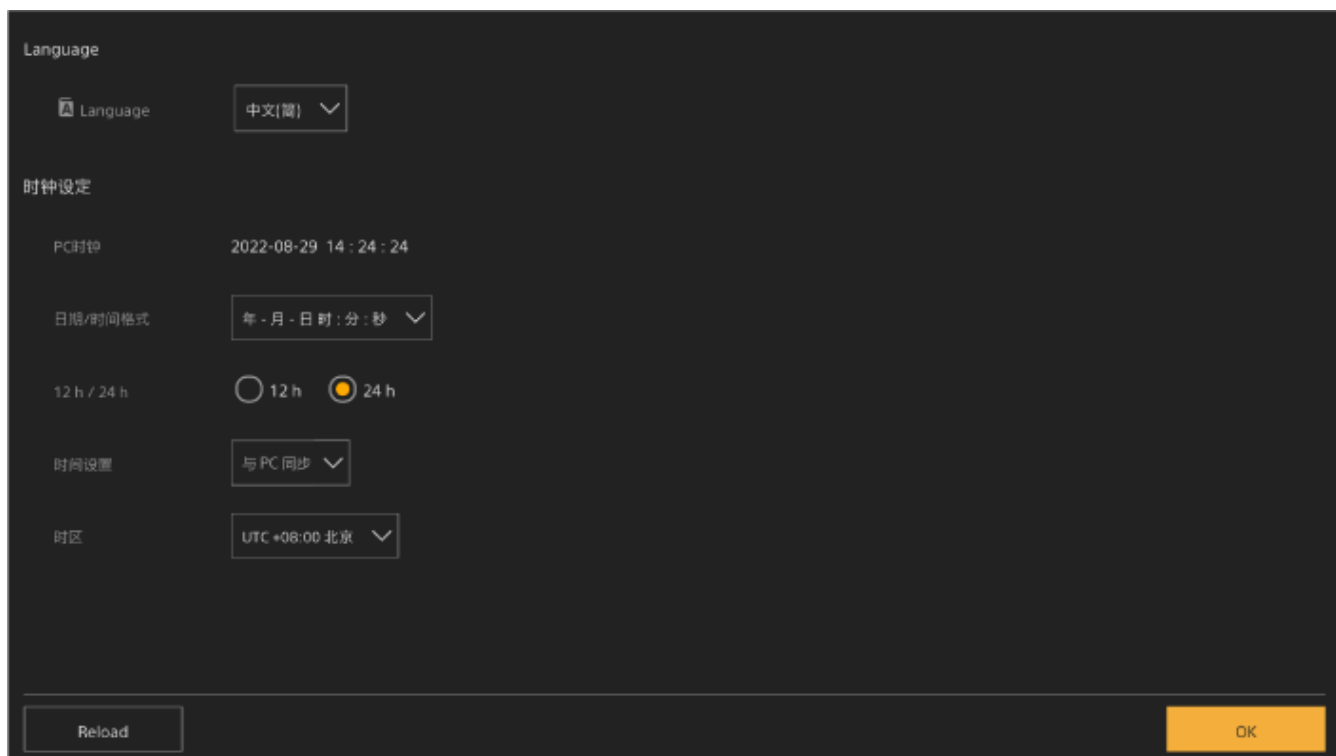 Language
Language 中文(简)
时钟设定
PC时钟 2022-08-29 14 : 24 : 24
日期/时间格式 年 - 月 - 日 时 : 分 : 秒
12 h / 24 h 12 h 24 h
时间设置 与 PC 同步
时区 UTC +08:00 北京
Reload OK